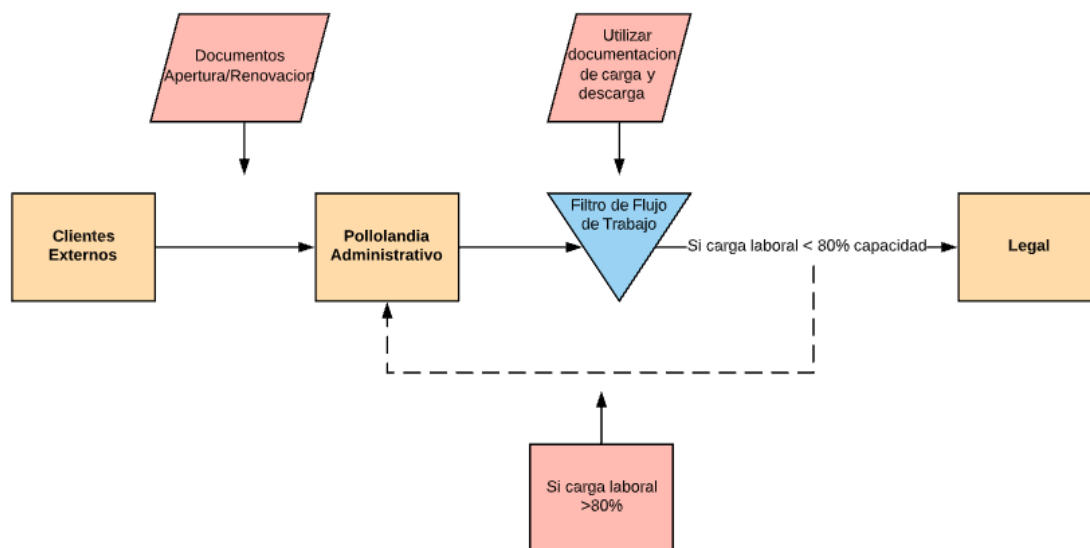 Documentos
Apertura/Renovacion
Utilizar
documentacion
de carga y
descarga
Clientes
Externos
Pollolandia
Administrativo
Filtro de Flujo
de Trabajo
Si carga laboral < 80% capacidad
Legal
Si carga laboral
>80%